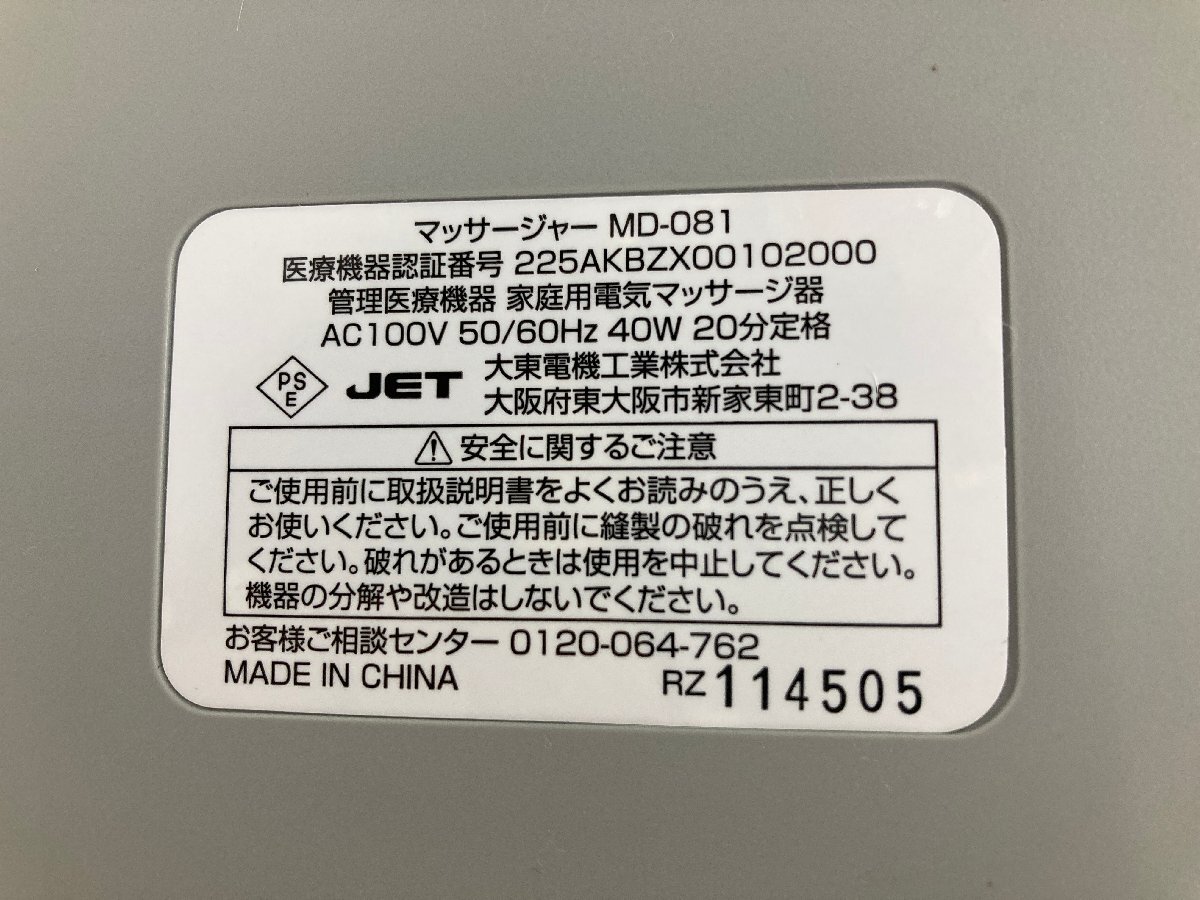 マッサージャー MD-081
医療機器認証番号 225AKBZX00102000
管理医療機器 家庭用電気マッサージ器
AC100V 50/60Hz 40W 20分定格
PS
E
JET
大東電機工業株式会社
大阪府東大阪市新家東町2-38
安全に関するご注意
ご使用前に取扱説明書をよくお読みのうえ、正しく
お使いください。ご使用前に縫製の破れを点検して
ください。破れがあるときは使用を中止してください。
機器の分解や改造はしないでください。
お客様ご相談センター 0120-064-762
MADE IN CHINA
RZ114505